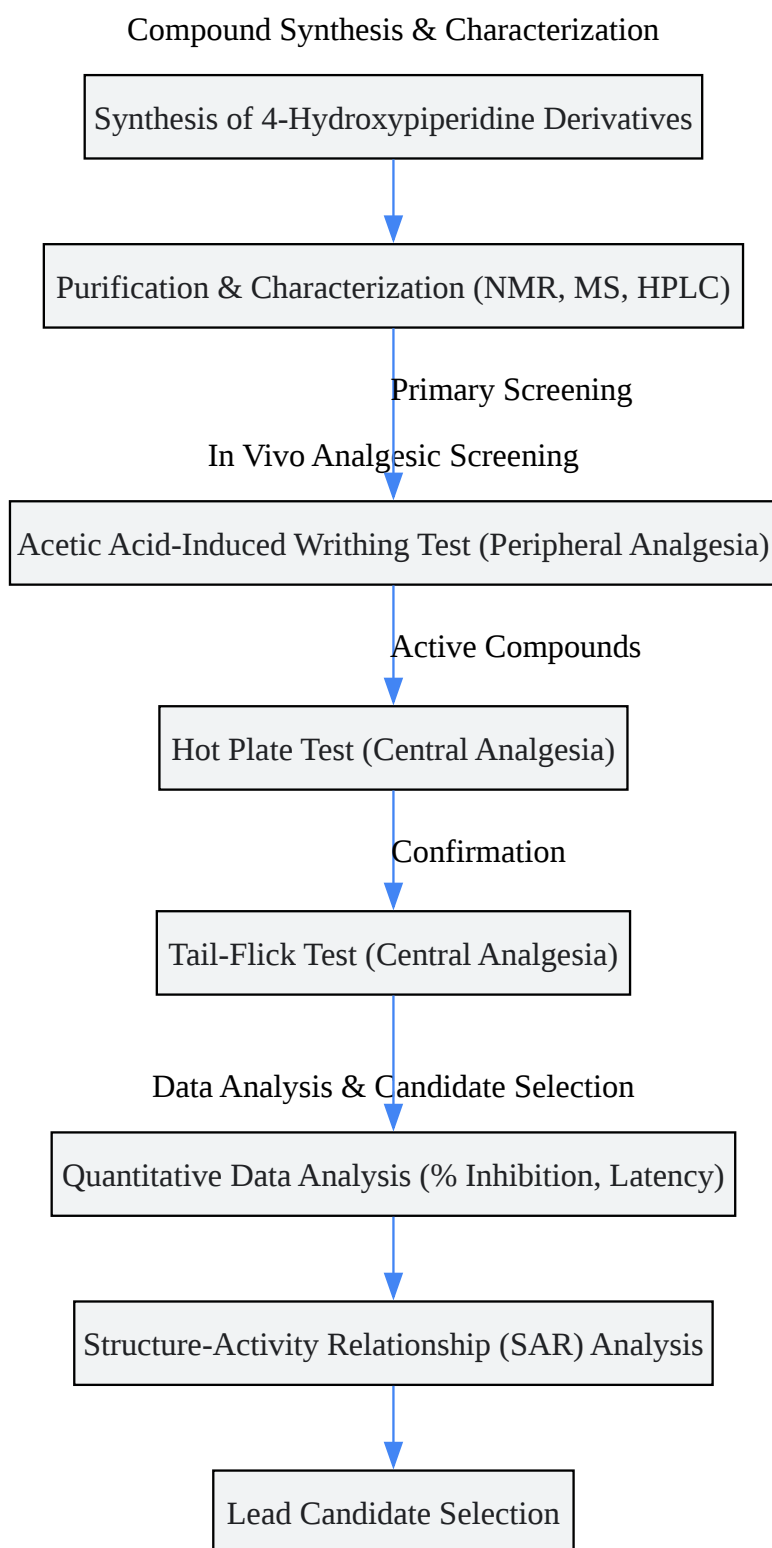 Compound Synthesis & Characterization
Synthesis of 4-Hydroxypiperidine Derivatives
Purification & Characterization (NMR, MS, HPLC)
Primary Screening
In Vivo Analgesic Screening
Acetic Acid-Induced Writhing Test (Peripheral Analgesia)
Active Compounds
Hot Plate Test (Central Analgesia)
Confirmation
Tail-Flick Test (Central Analgesia)
Data Analysis & Candidate Selection
Quantitative Data Analysis (% Inhibition, Latency)
Structure-Activity Relationship (SAR) Analysis
Lead Candidate Selection